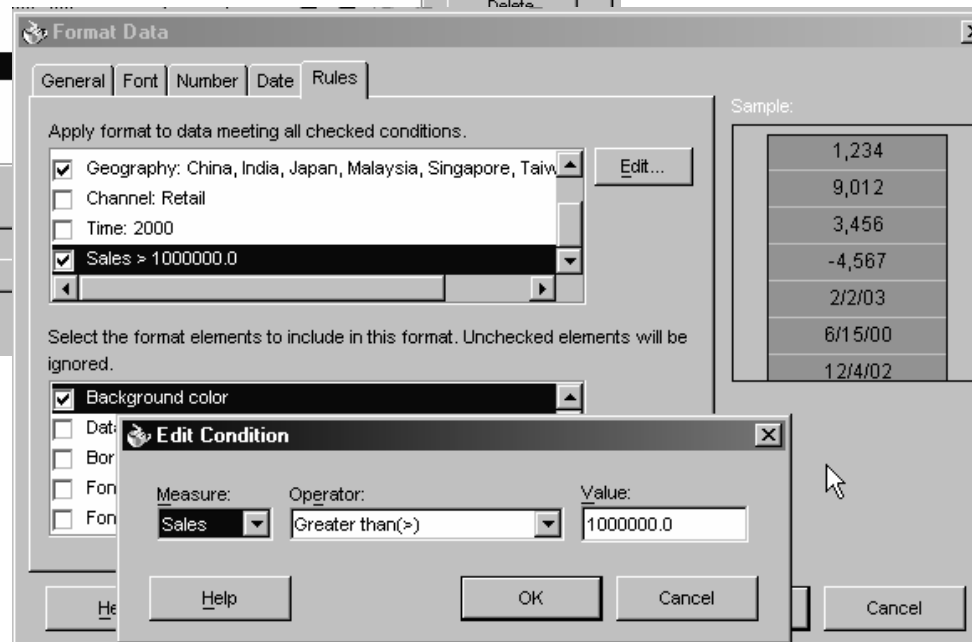 Delete...
Format Data
General Font Number Date Rules
Sample:
Apply format to data meeting all checked conditions.
Geography: China, India, Japan, Malaysia, Singapore,
Edit...
Channel: Retail
Time: 2000
Sales > 1000000.0
1,234
9,012
3,456
-4,567
2/2/03
6/15/00
12/4/02
Select the format elements to include in this format. Unchecked elements will be
ignored.
Background color
Edit Condition
Measure: Operator: Value:
Sales Greater than(>) 1000000.0
Help OK Cancel
Cancel